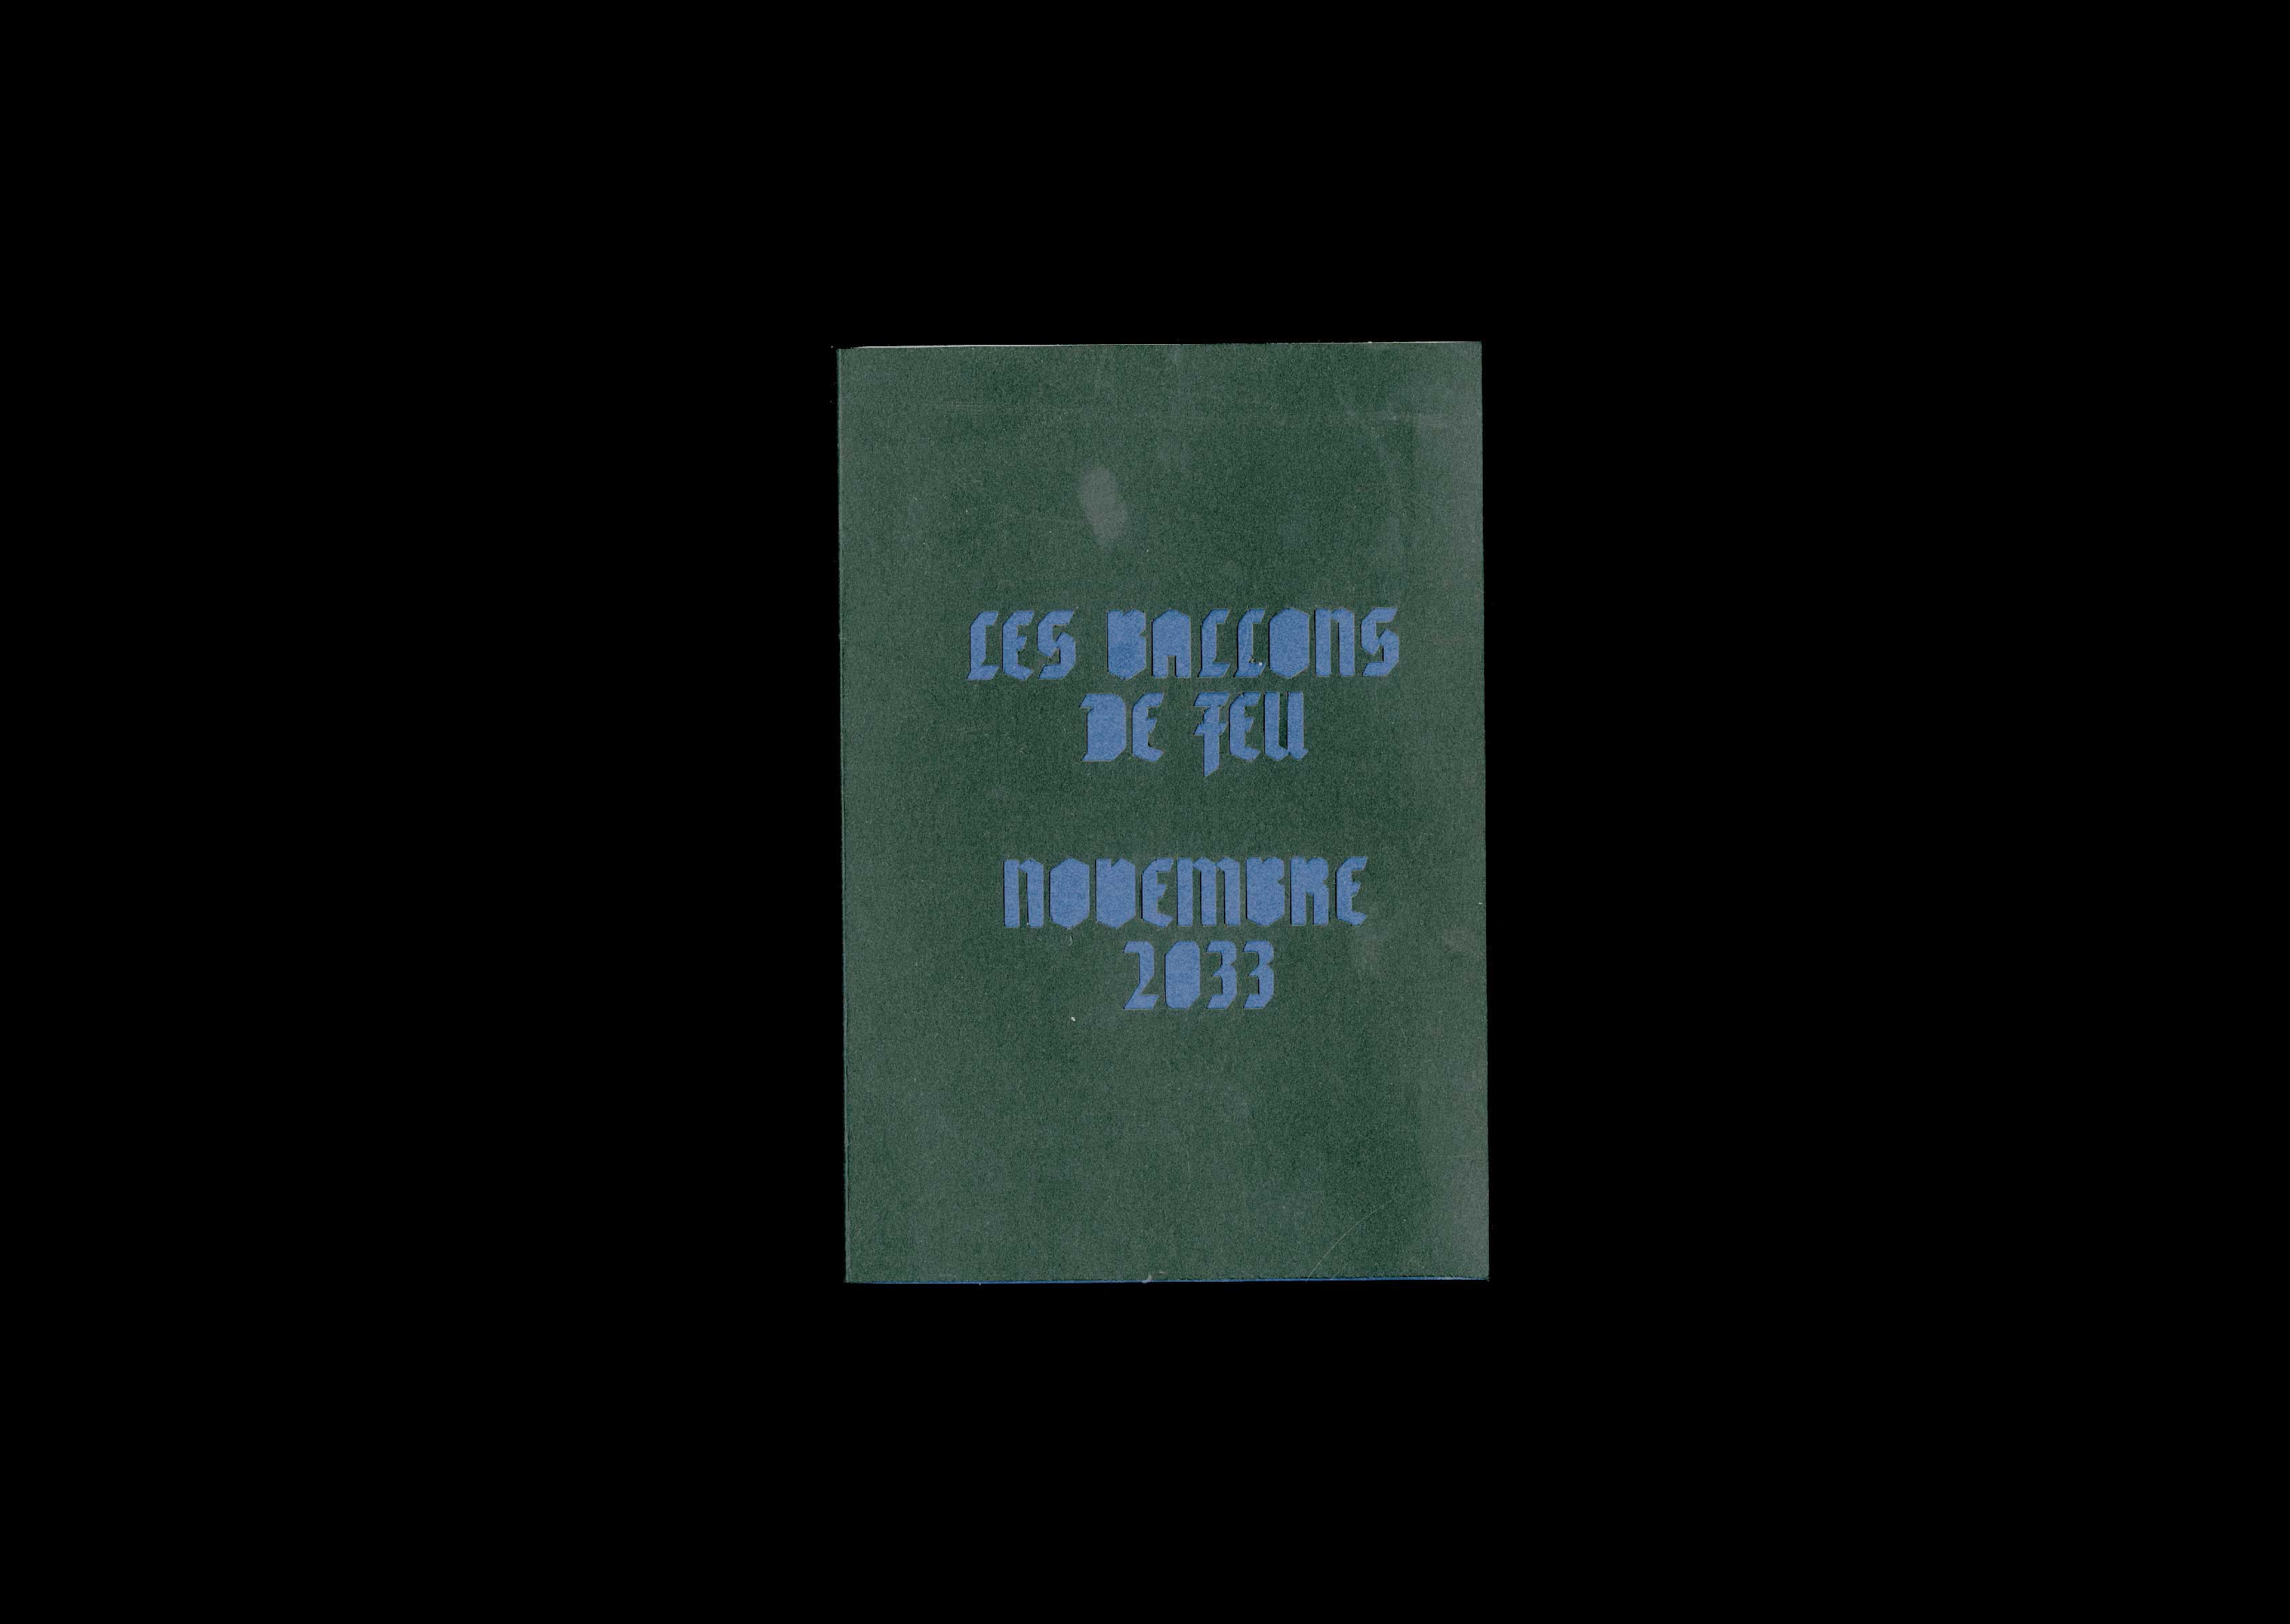 LES BALLONS
DE FEU
NOVEMBRE
2033